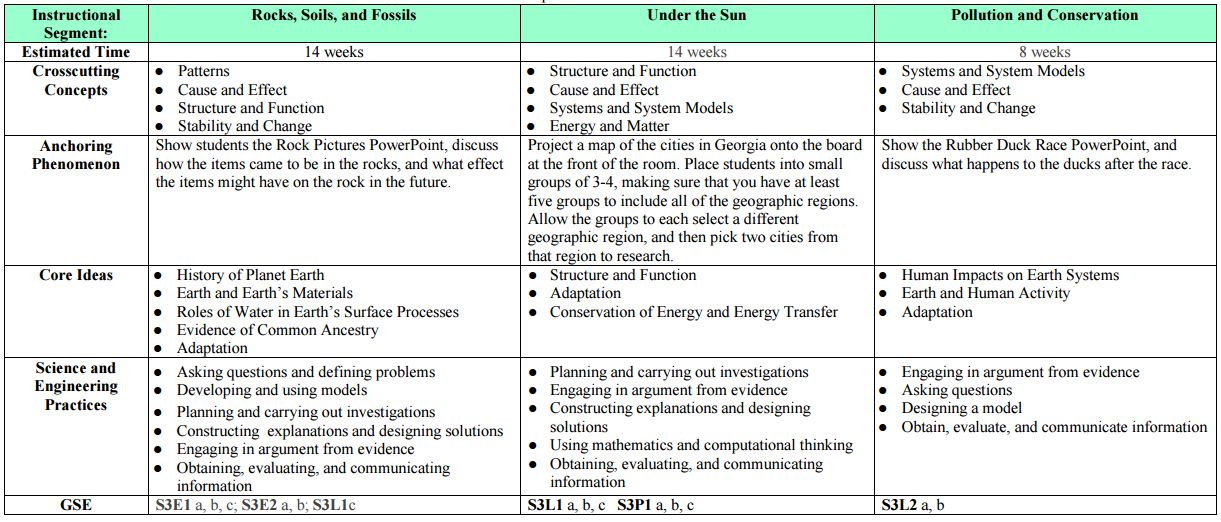 Instructional Segment:
Rocks, Soils, and Fossils
Under the Sun
Pollution and Conservation
Estimated Time
14 weeks
14 weeks
8 weeks
Crosscutting
Concepts
● Patterns
● Cause and Effect
● Structure and Function
● Stability and Change
● Structure and Function
● Cause and Effect
● Systems and System Models
● Energy and Matter
● Systems and System Models
● Cause and Effect
● Stability and Change
Anchoring
Phenomenon
Show students the Rock Pictures PowerPoint, discuss
how the items came to be in the rocks, and what effect
the items might have on the rock in the future.
Project a map of the cities in Georgia onto the board
at the front of the room. Place students into small
groups of 3-4, making sure that you have at least
five groups to include all of the geographic regions.
Allow the groups to each select a different
geographic region, and then pick two cities from
that region to research.
Show the Rubber Duck Race PowerPoint, and
discuss what happens to the ducks after the race.
Core Ideas
● History of Planet Earth
● Earth and Earth’s Materials
● Roles of Water in Earth’s Surface Processes
● Evidence of Common Ancestry
● Adaptation
● Structure and Function
● Adaptation
● Conservation of Energy and Energy Transfer
● Human Impacts on Earth Systems
● Earth and Human Activity
● Adaptation
Science and
Engineering
Practices
● Asking questions and defining problems
● Developing and using models
● Planning and carrying out investigations
● Constructing explanations and designing solutions
● Engaging in argument from evidence
● Obtaining, evaluating, and communicating
information
● Planning and carrying out investigations
● Engaging in argument from evidence
● Constructing explanations and designing
solutions
● Using mathematics and computational thinking
● Obtaining, evaluating, and communicating
information
● Engaging in argument from evidence
● Asking questions
● Designing a model
● Obtain, evaluate, and communicate information
GSE
S3E1 a, b, c; S3E2 a, b; S3L1c
S3L1 a, b, c S3P1 a, b, c
S3L2 a, b